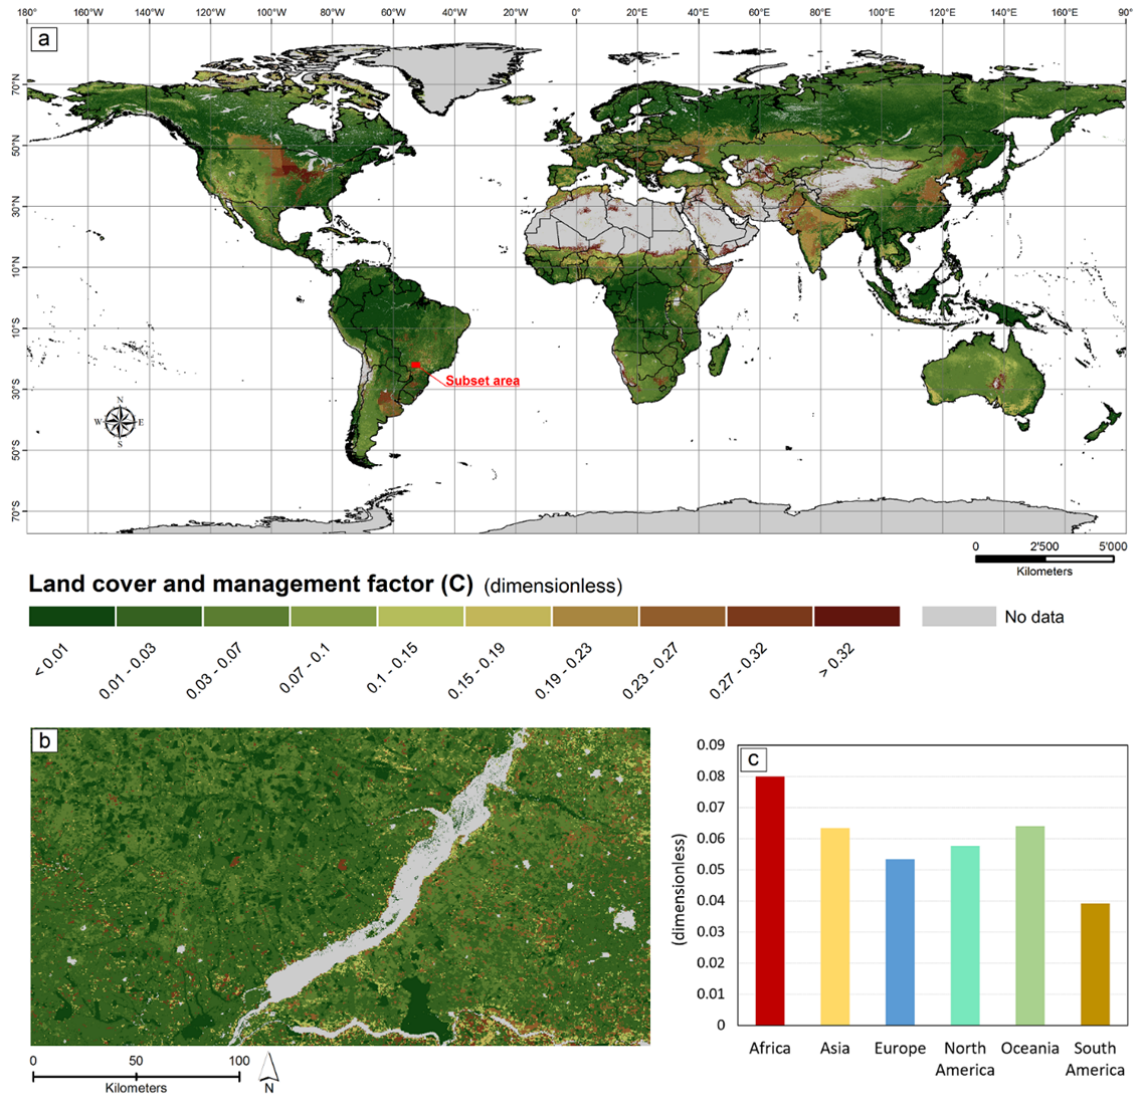 180° 160°W 140°W 120°W 100°W 80°W 60°W 40°W 20°W 0° 20°E 40°E 60°E 80°E 100°E 120°E 140°E 160°E 90°
a
70°N
50°N
30°N
10°N
10°S
30°S
50°S
70°S
Subset area
N
W E
S
0 2'500 5'000
Kilometers
Land cover and management factor (C) (dimensionless)
No data
< 0.01
0.01 - 0.03
0.03 - 0.07
0.07 - 0.1
0.1 - 0.15
0.15 - 0.19
0.19 - 0.23
0.23 - 0.27
0.27 - 0.32
> 0.32
b
0 50 100
Kilometers
N
c
(dimensionless)
0.09
0.08
0.07
0.06
0.05
0.04
0.03
0.02
0.01
0
Africa Asia Europe North Oceania South
America America